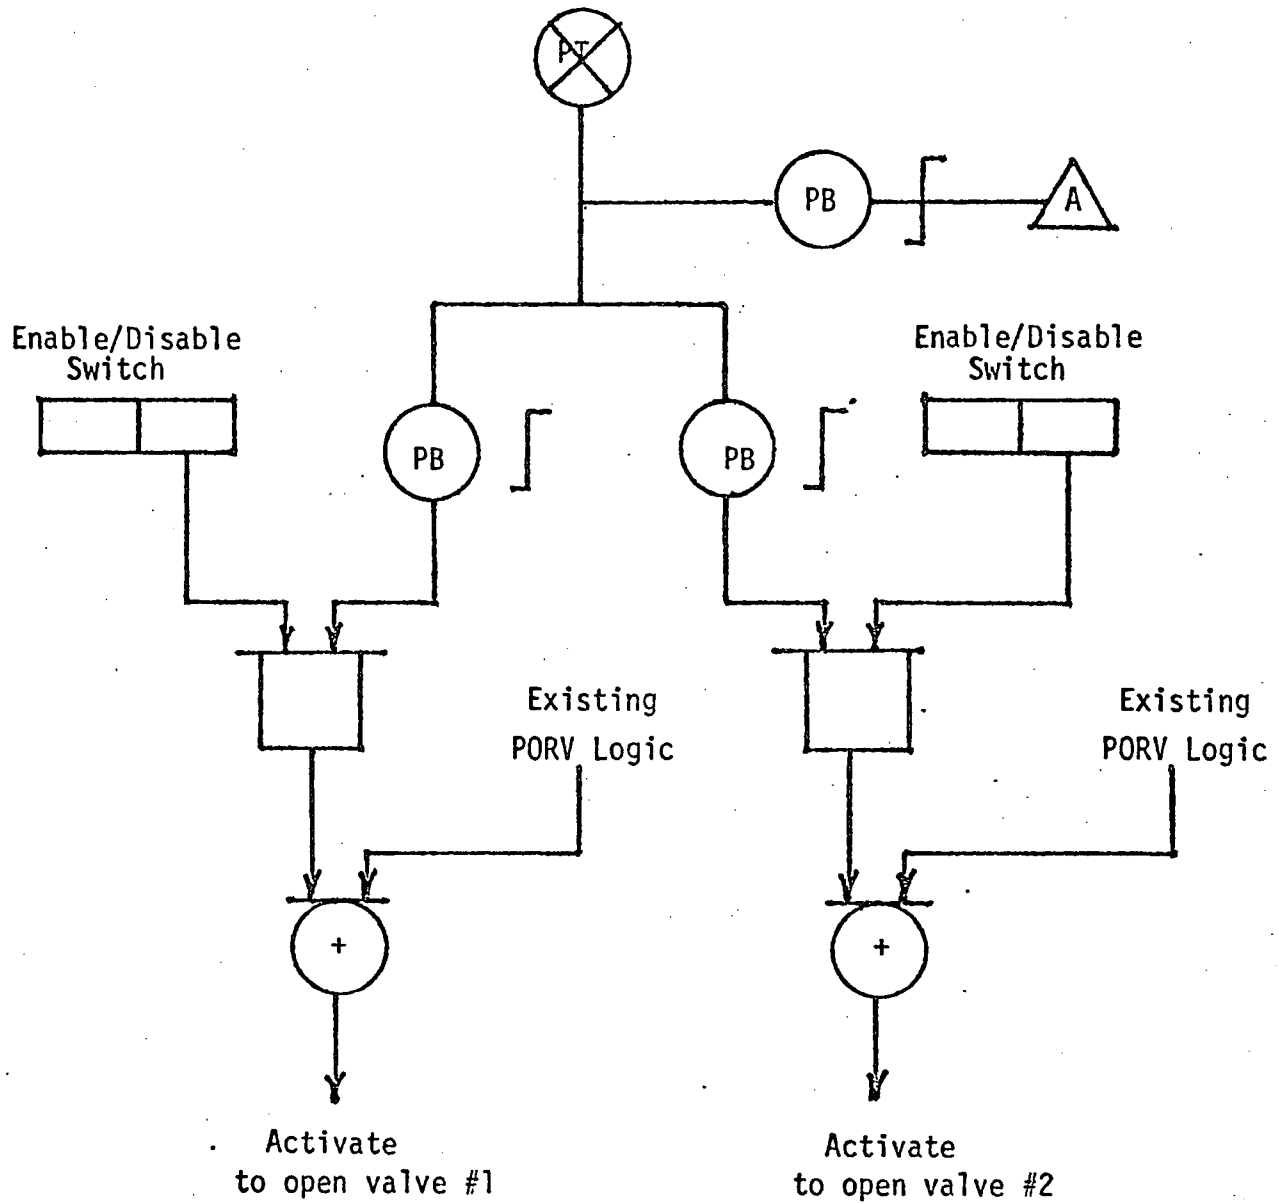 PT
PB
A
Enable/Disable
Switch
Enable/Disable
Switch
PB
PB
Existing
PORV Logic
Existing
PORV Logic
+
+
Activate
to open valve #1
Activate
to open valve #2